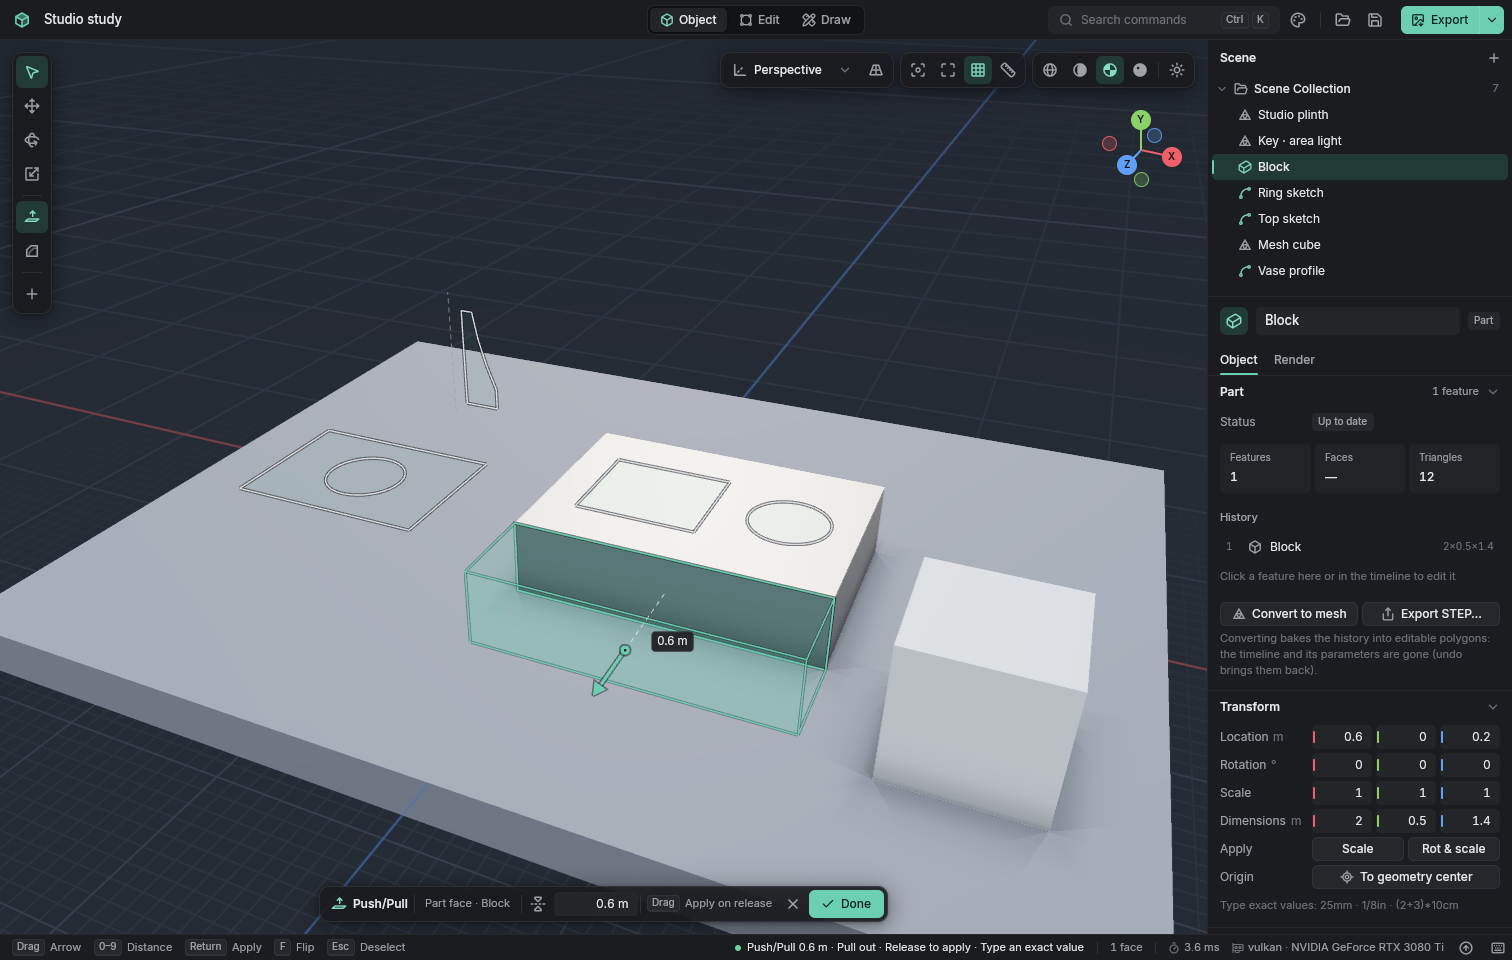 Studio study
Object
Edit
Draw
Search commands
Ctrl
K
Export
Perspective
Y
X
Z
Scene
Scene Collection
7
Studio plinth
Key · area light
Block
Ring sketch
Top sketch
Mesh cube
Vase profile
Block
Part
Object
Render
Part
1 feature
Status
Up to date
Features
Faces
Triangles
1
—
12
History
1 Block 2×0.5×1.4
Click a feature here or in the timeline to edit it
Convert to mesh
Export STEP...
Converting bakes the history into editable polygons:
the timeline and its parameters are gone (undo
brings them back).
Transform
Location m 0.6 0 0.2
Rotation ° 0 0 0
Scale 1 1 1
Dimensions m 2 0.5 1.4
Apply Scale Rot & scale
Origin To geometry center
Type exact values: 25mm · 1/8in · (2+3)*10cm
0.6 m
Push/Pull
Part face · Block
0.6 m
Drag Apply on release
Done
Drag Arrow 0–9 Distance Return Apply F Flip Esc Deselect
Push/Pull 0.6 m · Pull out · Release to apply · Type an exact value
1 face
3.6 ms
vulkan · NVIDIA GeForce RTX 3080 Ti